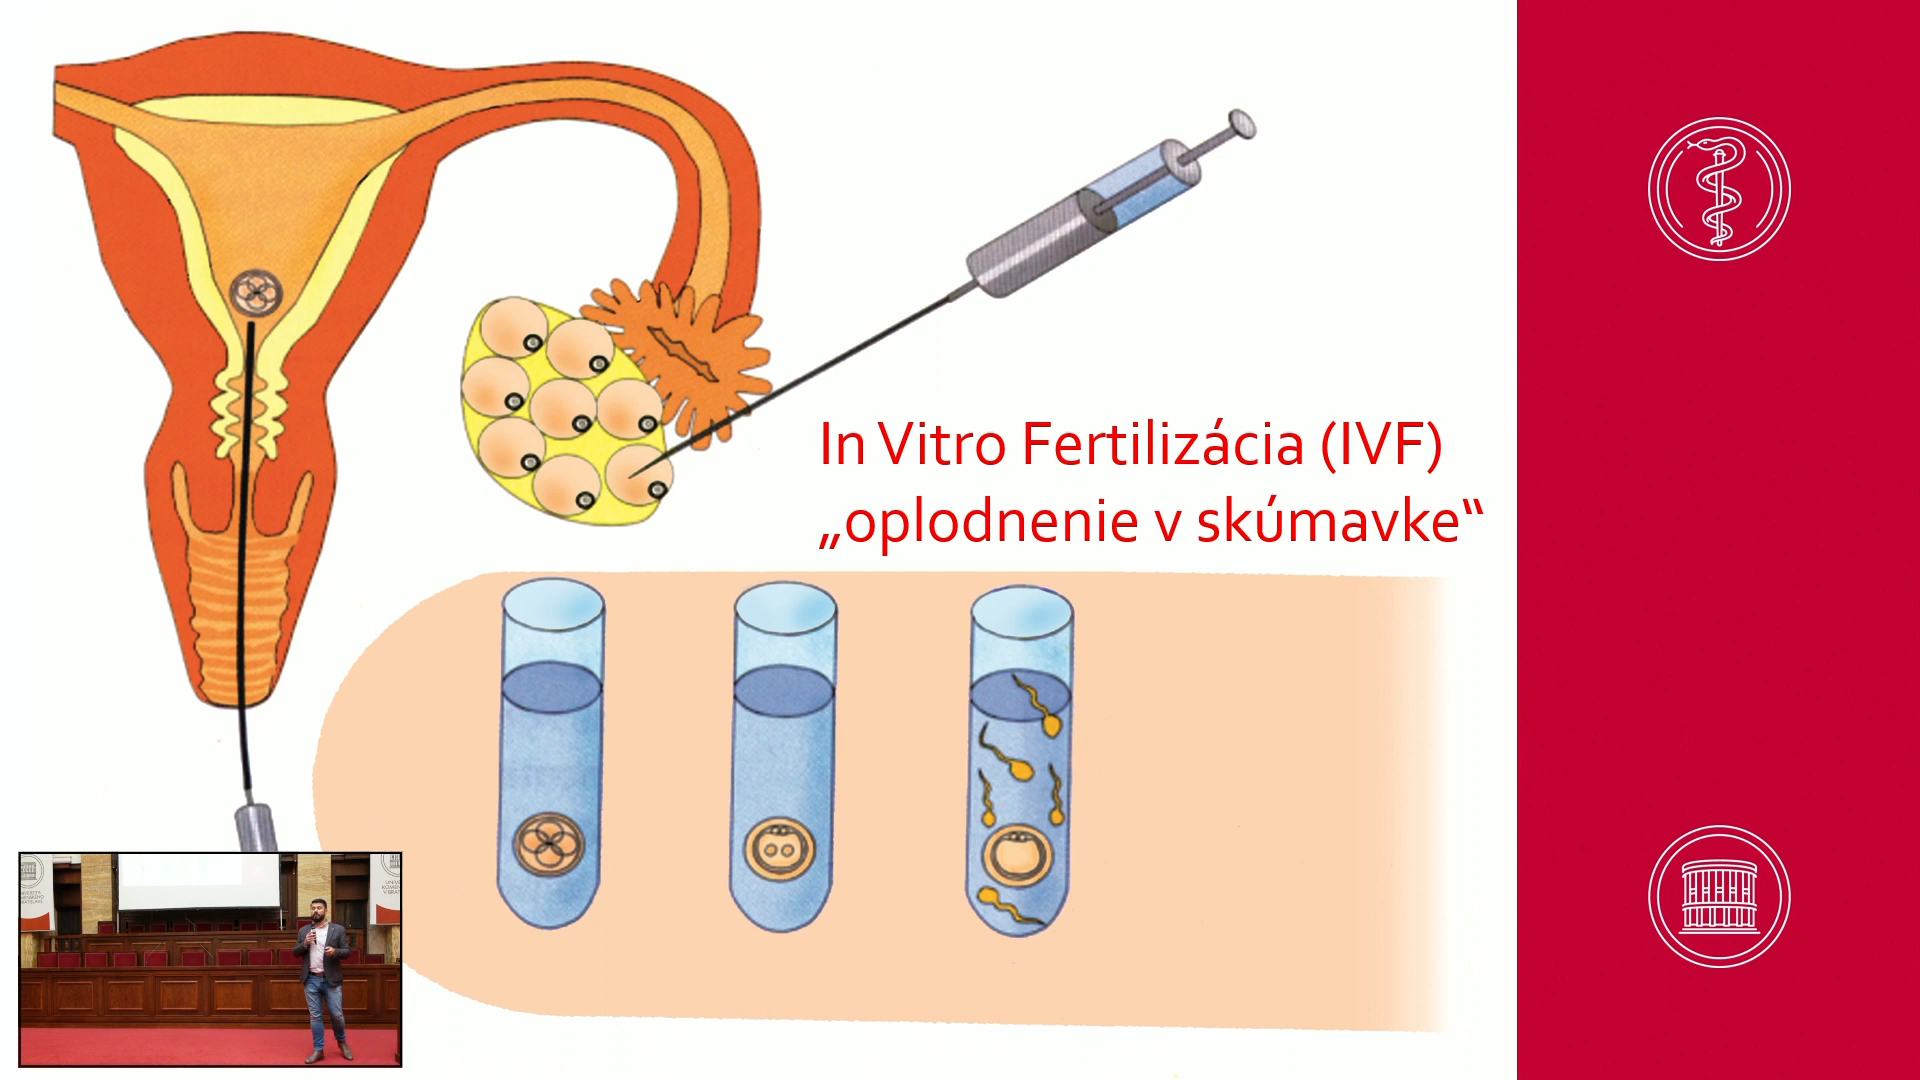 In Vitro Fertilizácia (IVF)
„oplodnenie v skúmavke“